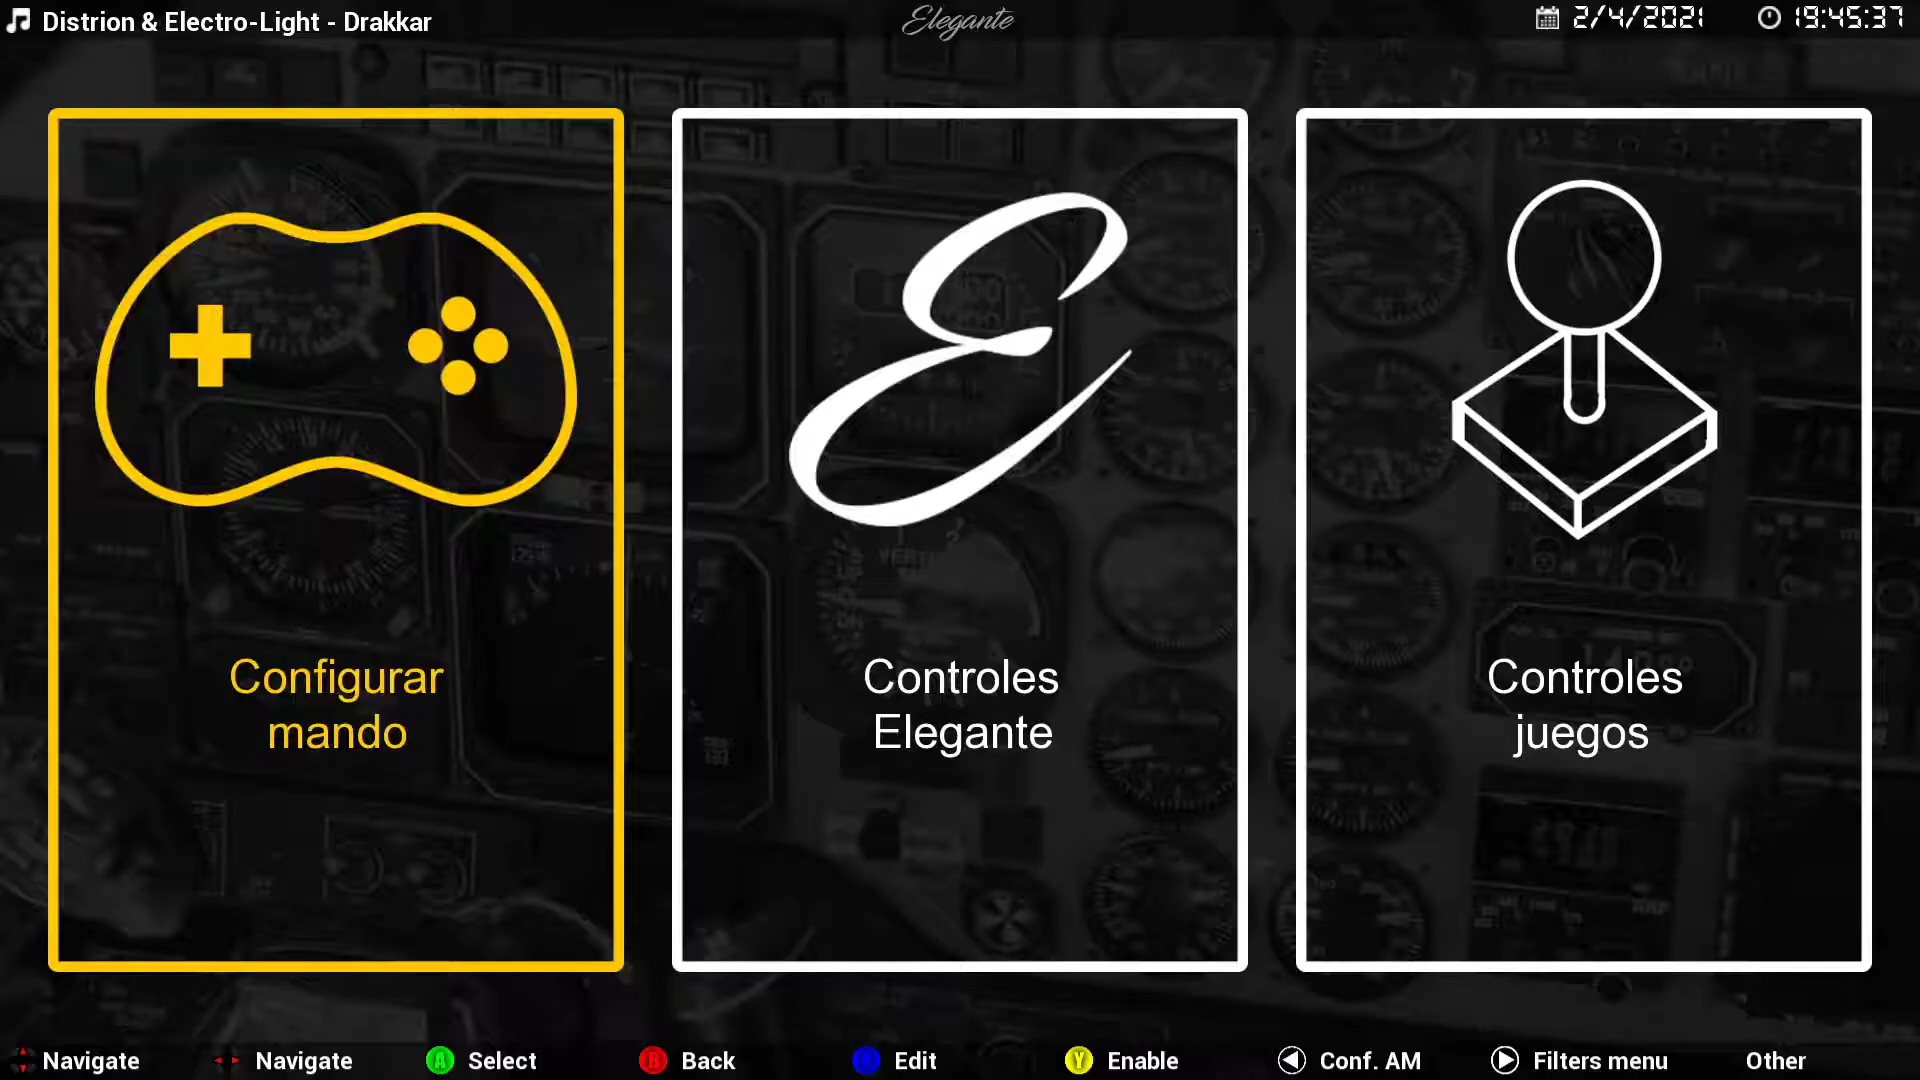 Distrion & Electro-Light - Drakkar
Elegante
2/4/2021
19:45:37
Configurar
mando
Controles
Elegante
Controles
juegos
Navigate
Navigate
A Select
B Back
Edit
Y Enable
Conf. AM
Filters menu
Other